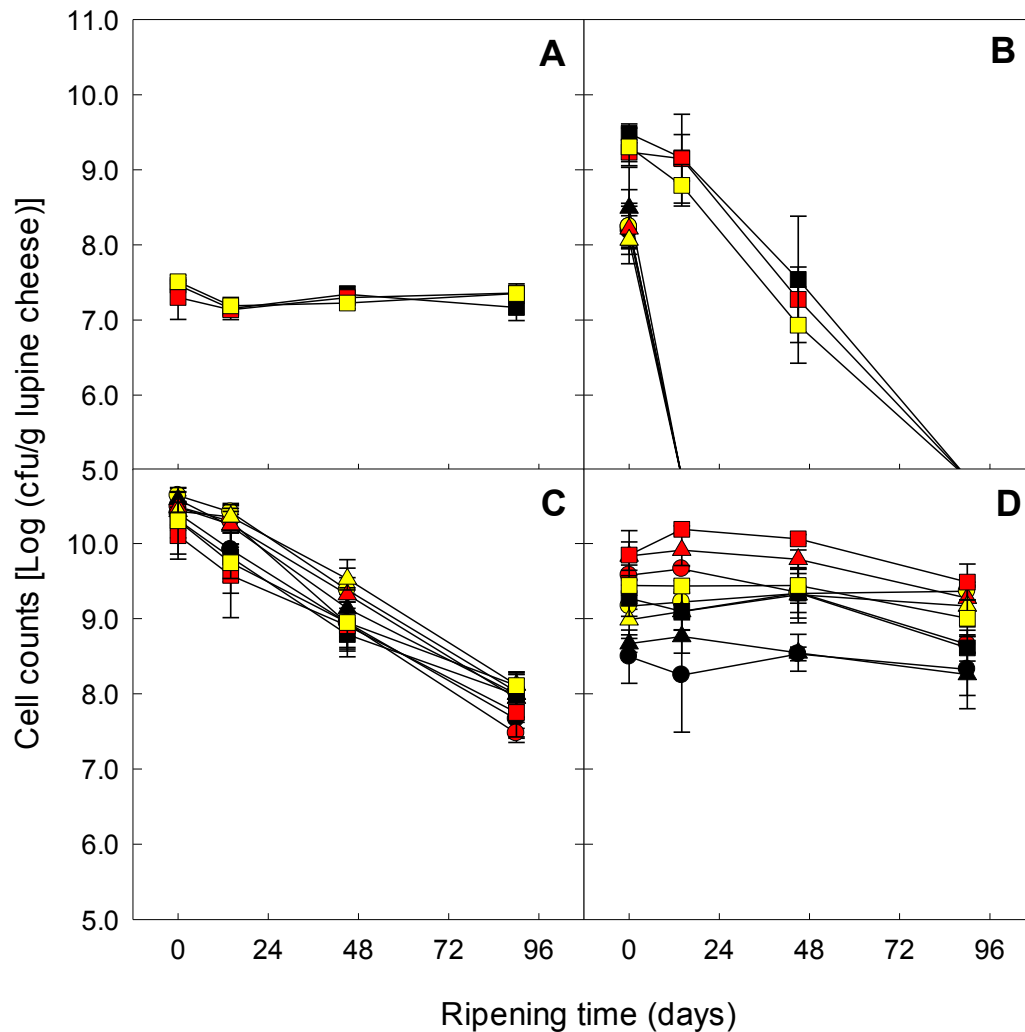 11.0
A
B
10.0
9.0
8.0
7.0
6.0
5.0
C
D
10.0
9.0
8.0
7.0
6.0
5.0
0 24 48 72 96 0 24 48 72 96
Cell counts [Log (cfu/g lupine cheese)]
Ripening time (days)